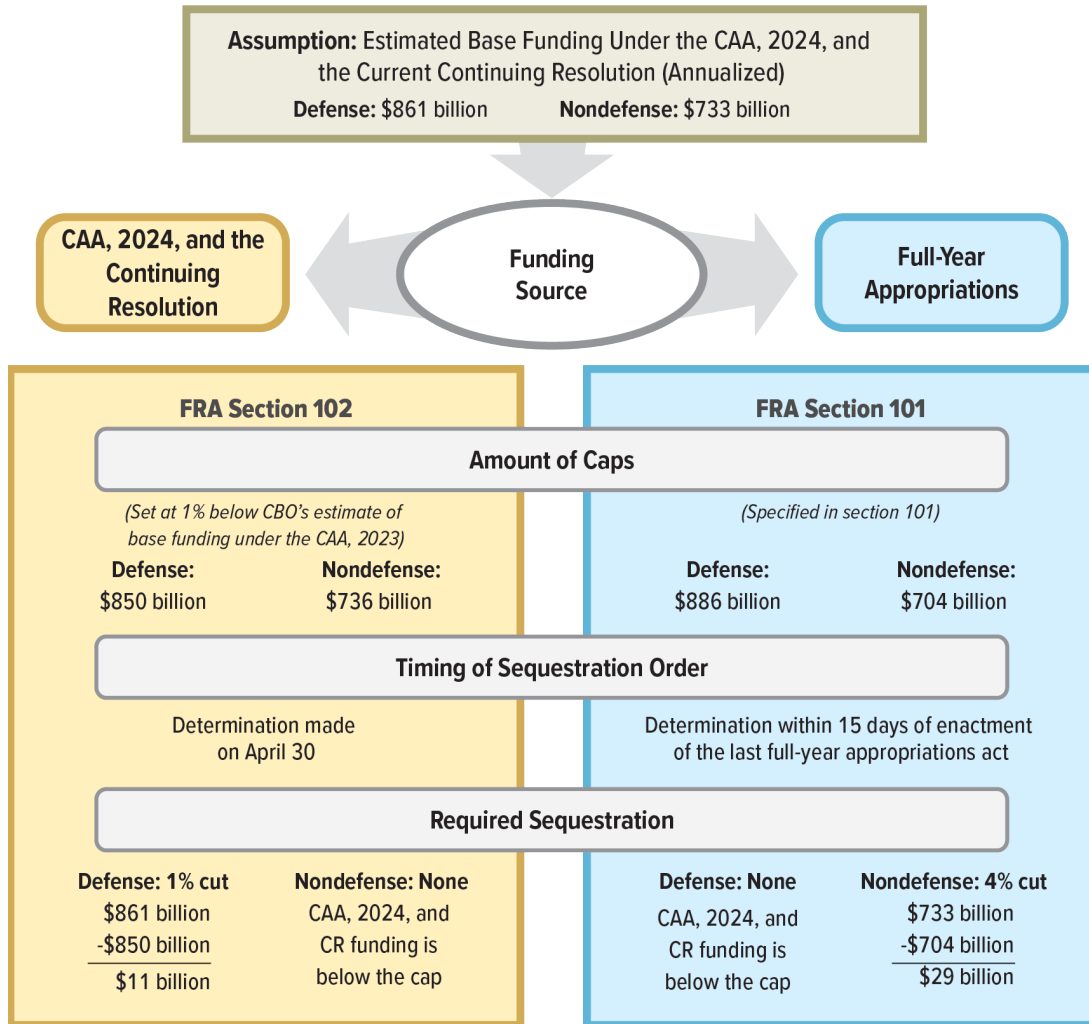 Assumption: Estimated Base Funding Under the CAA, 2024, and
the Current Continuing Resolution (Annualized)
Defense: $861 billion Nondefense: $733 billion
CAA, 2024, and the
Continuing
Resolution
Funding
Source
Full-Year
Appropriations
FRA Section 102
FRA Section 101
Amount of Caps
(Set at 1% below CBO's estimate of
base funding under the CAA, 2023)
(Specified in section 101)
Defense:
$850 billion
Nondefense:
$736 billion
Defense:
$886 billion
Nondefense:
$704 billion
Timing of Sequestration Order
Determination made
on April 30
Determination within 15 days of enactment
of the last full-year appropriations act
Required Sequestration
Defense: 1% cut
$861 billion
-$850 billion
$11 billion
Nondefense: None
CAA, 2024, and
CR funding is
below the cap
Defense: None
CAA, 2024, and
CR funding is
below the cap
Nondefense: 4% cut
$733 billion
-$704 billion
$29 billion